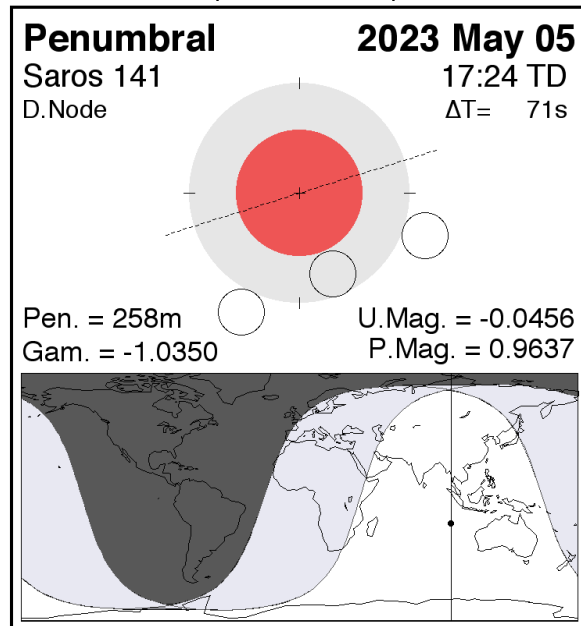 Penumbral 2023 May 05
Saros 141 17:24 TD
D.Node ΔT= 71s
Pen. = 258m U.Mag. = -0.0456
Gam. = -1.0350 P.Mag. = 0.9637